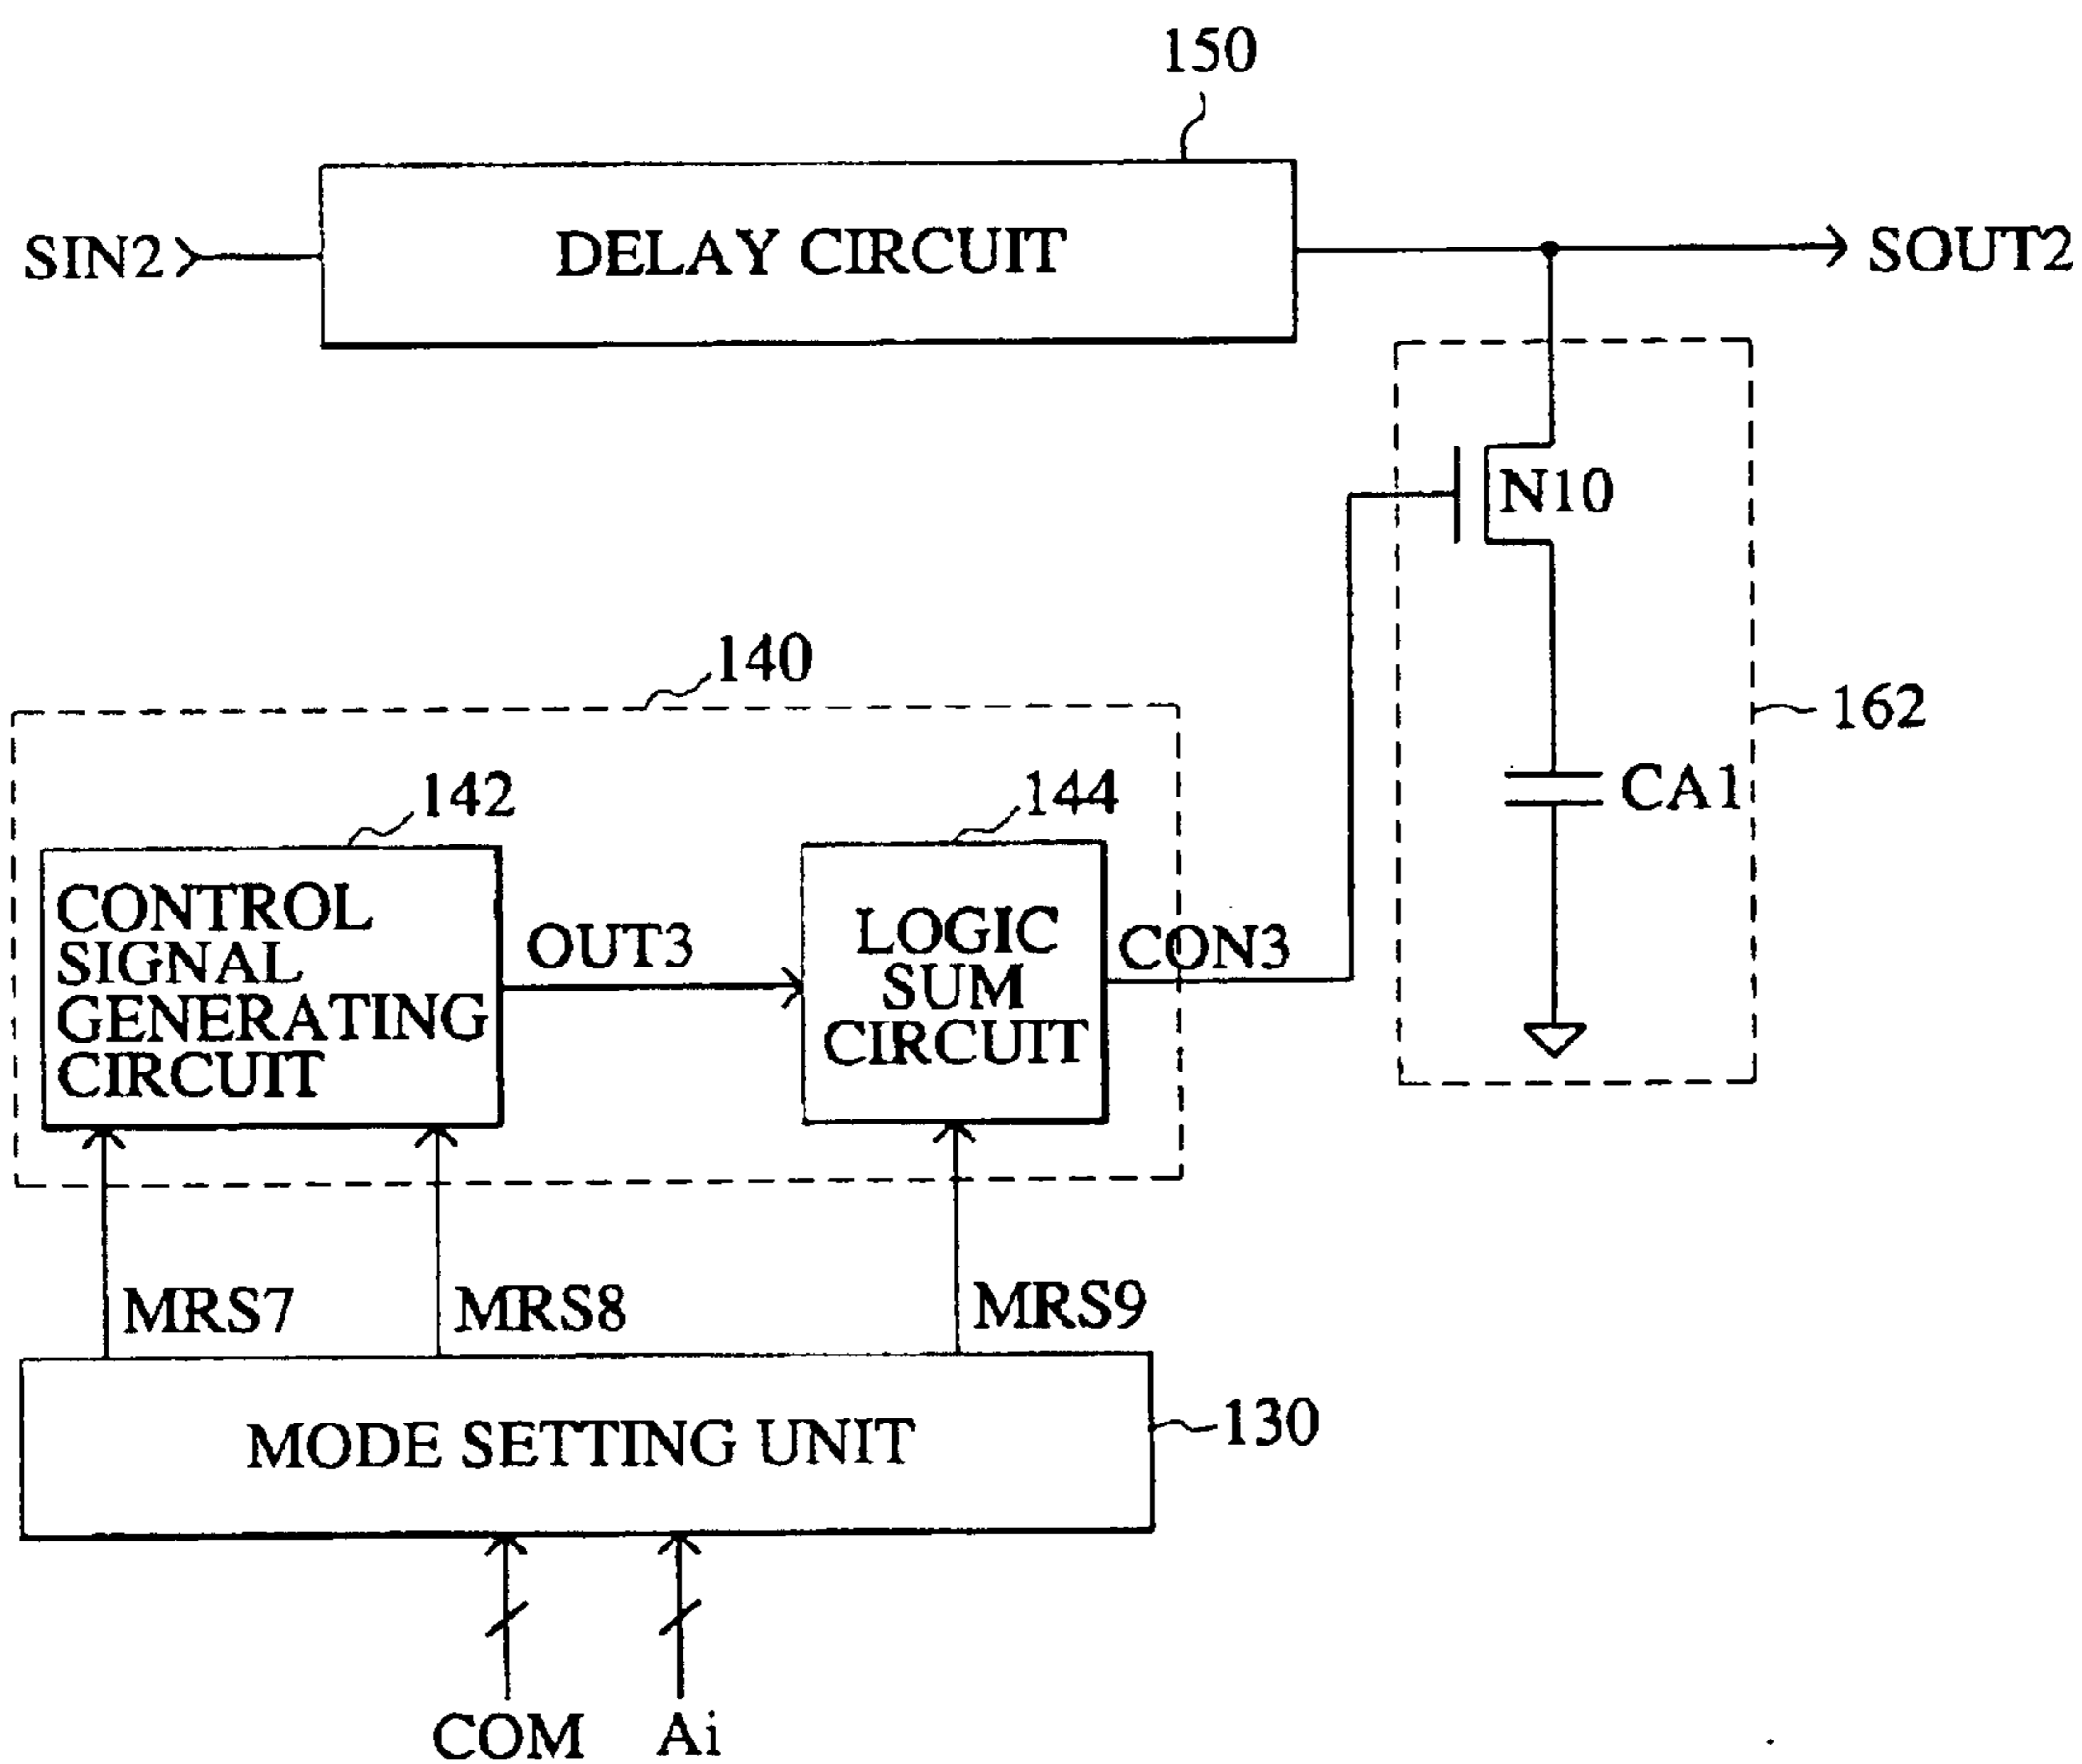 150
SIN2
DELAY CIRCUIT
SOUT2
N10
140
162
142
144
CA1
CONTROL
SIGNAL
GENERATING
CIRCUIT
OUT3
LOGIC
SUM
CIRCUIT
CON3
MRS7
MRS8
MRS9
MODE SETTING UNIT
130
COM
Ai